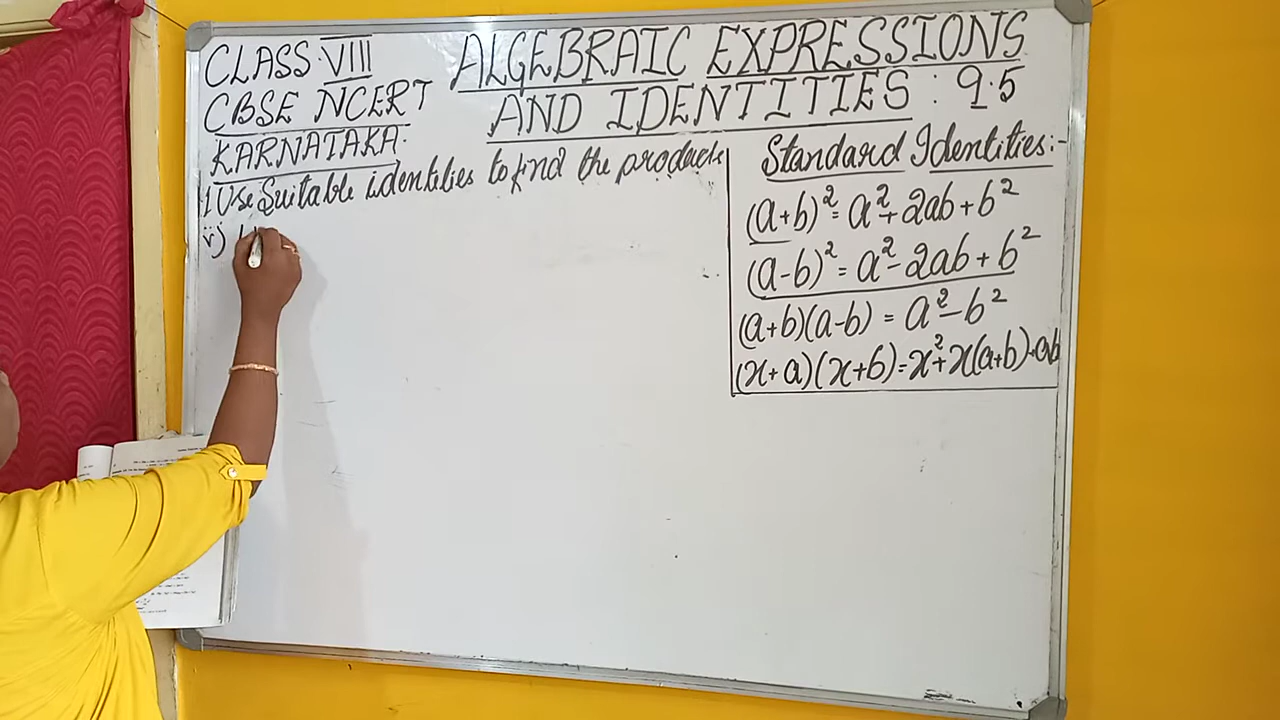 CLASS VIII
CBSE NCERT
KARNATAKA:
ALGEBRAIC EXPRESSIONS
AND IDENTITIES : 9.5
1 Use Suitable identities to find the products
v)
Standard Identities:-
(a+b)² = a² + 2ab + b²
(a-b)² = a² - 2ab + b²
(a+b)(a-b) = a² - b²
(x+a)(x+b) = x² + x(a+b) + ab